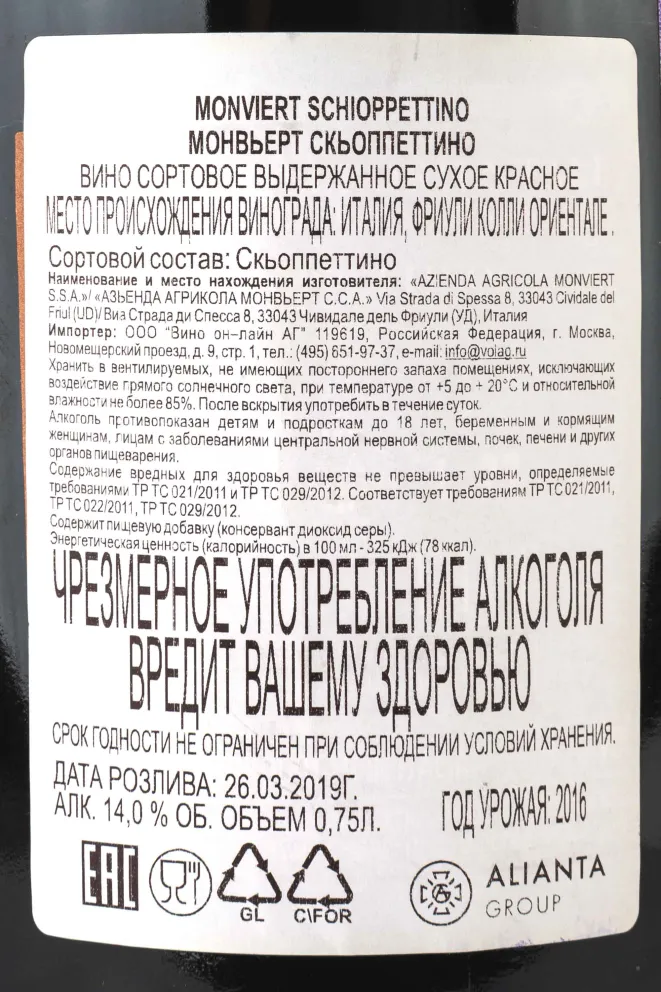 MONVIERT SCHIOPPETTINO
МОНВЬЕРТ СКЬОППЕТТИНО
ВИНО СОРТОВОЕ ВЫДЕРЖАННОЕ СУХОЕ КРАСНОЕ
МЕСТО ПРОИСХОЖДЕНИЯ ВИНОГРАДА: ИТАЛИЯ, ФРИУЛИ КОЛЛИ ОРИЕНТАЛЕ.
Сортовой состав: Скьоппеттино
Наименование и место нахождения изготовителя: «AZIENDA AGRICOLA MONVIERT
S.S.A.»/ «АЗЬЕНДА АГРИКОЛА МОНВЬЕРТ С.С.А.» Via Strada di Spessa 8, 33043 Cividale del
Friul (UD)/ Виа Страда ди Спесса 8, 33043 Чивидале дель Фриули (УД), Италия
Импортер: ООО "Вино он-лайн АГ" 119619, Российская Федерация, г. Москва,
Новомещерский проезд, д. 9, стр. 1, тел.: (495) 651-97-37, e-mail: info@volag.ru
Хранить в вентилируемых, не имеющих постороннего запаха помещениях, исключающих
воздействие прямого солнечного света, при температуре от +5 до + 20°С и относительной
влажности не более 85%. После вскрытия употребить в течение суток.
Алкоголь противопоказан детям и подросткам до 18 лет, беременным и кормящим
женщинам, лицам с заболеваниями центральной нервной системы, почек, печени и других
органов пищеварения.
Содержание вредных для здоровья веществ не превышает уровни, определяемые
требованиями ТР ТС 021/2011 и ТР ТС 029/2012. Соответствует требованиям ТР ТС 021/2011,
ТР ТС 022/2011, ТР ТС 029/2012.
Содержит пищевую добавку (консервант диоксид серы).
Энергетическая ценность (калорийность) в 100 мл - 325 кДж (78 ккал).
ЧРЕЗМЕРНОЕ УПОТРЕБЛЕНИЕ АЛКОГОЛЯ
ВРЕДИТ ВАШЕМУ ЗДОРОВЬЮ
СРОК ГОДНОСТИ НЕ ОГРАНИЧЕН ПРИ СОБЛЮДЕНИИ УСЛОВИЙ ХРАНЕНИЯ.
ДАТА РОЗЛИВА: 26.03.2019Г.
АЛК. 14,0 % ОБ. ОБЪЕМ 0,75Л.
ГОД УРОЖАЯ: 2016
EAC
GL
C\FOR
ALIANTA
GROUP